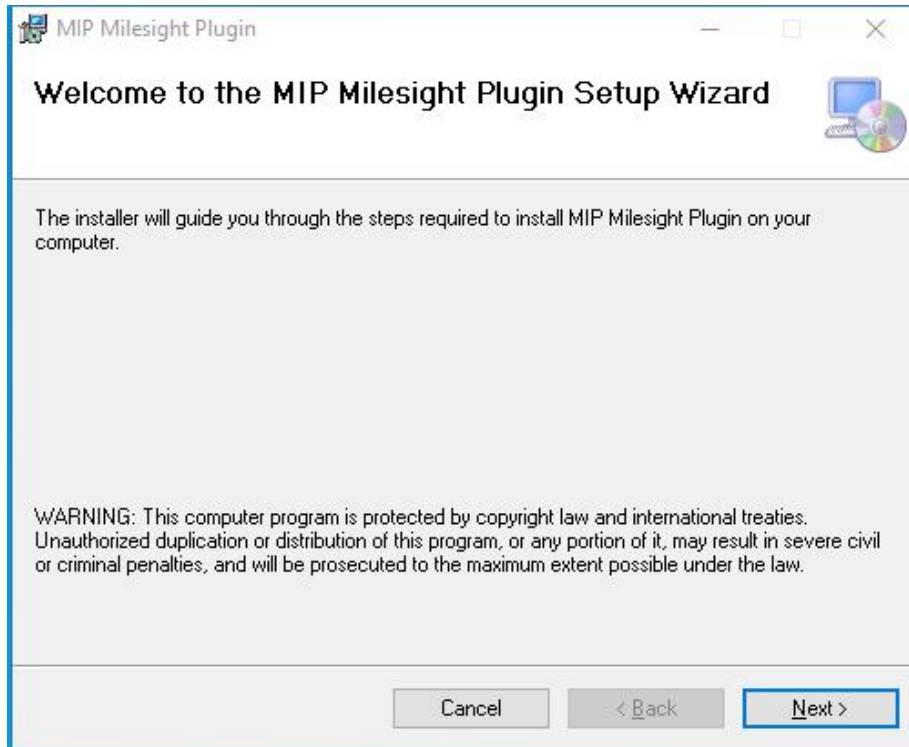 MIP Milesight Plugin
Welcome to the MIP Milesight Plugin Setup Wizard
The installer will guide you through the steps required to install MIP Milesight Plugin on your
computer.
WARNING: This computer program is protected by copyright law and international treaties.
Unauthorized duplication or distribution of this program, or any portion of it, may result in severe civil
or criminal penalties, and will be prosecuted to the maximum extent possible under the law.
Cancel
< Back
Next >